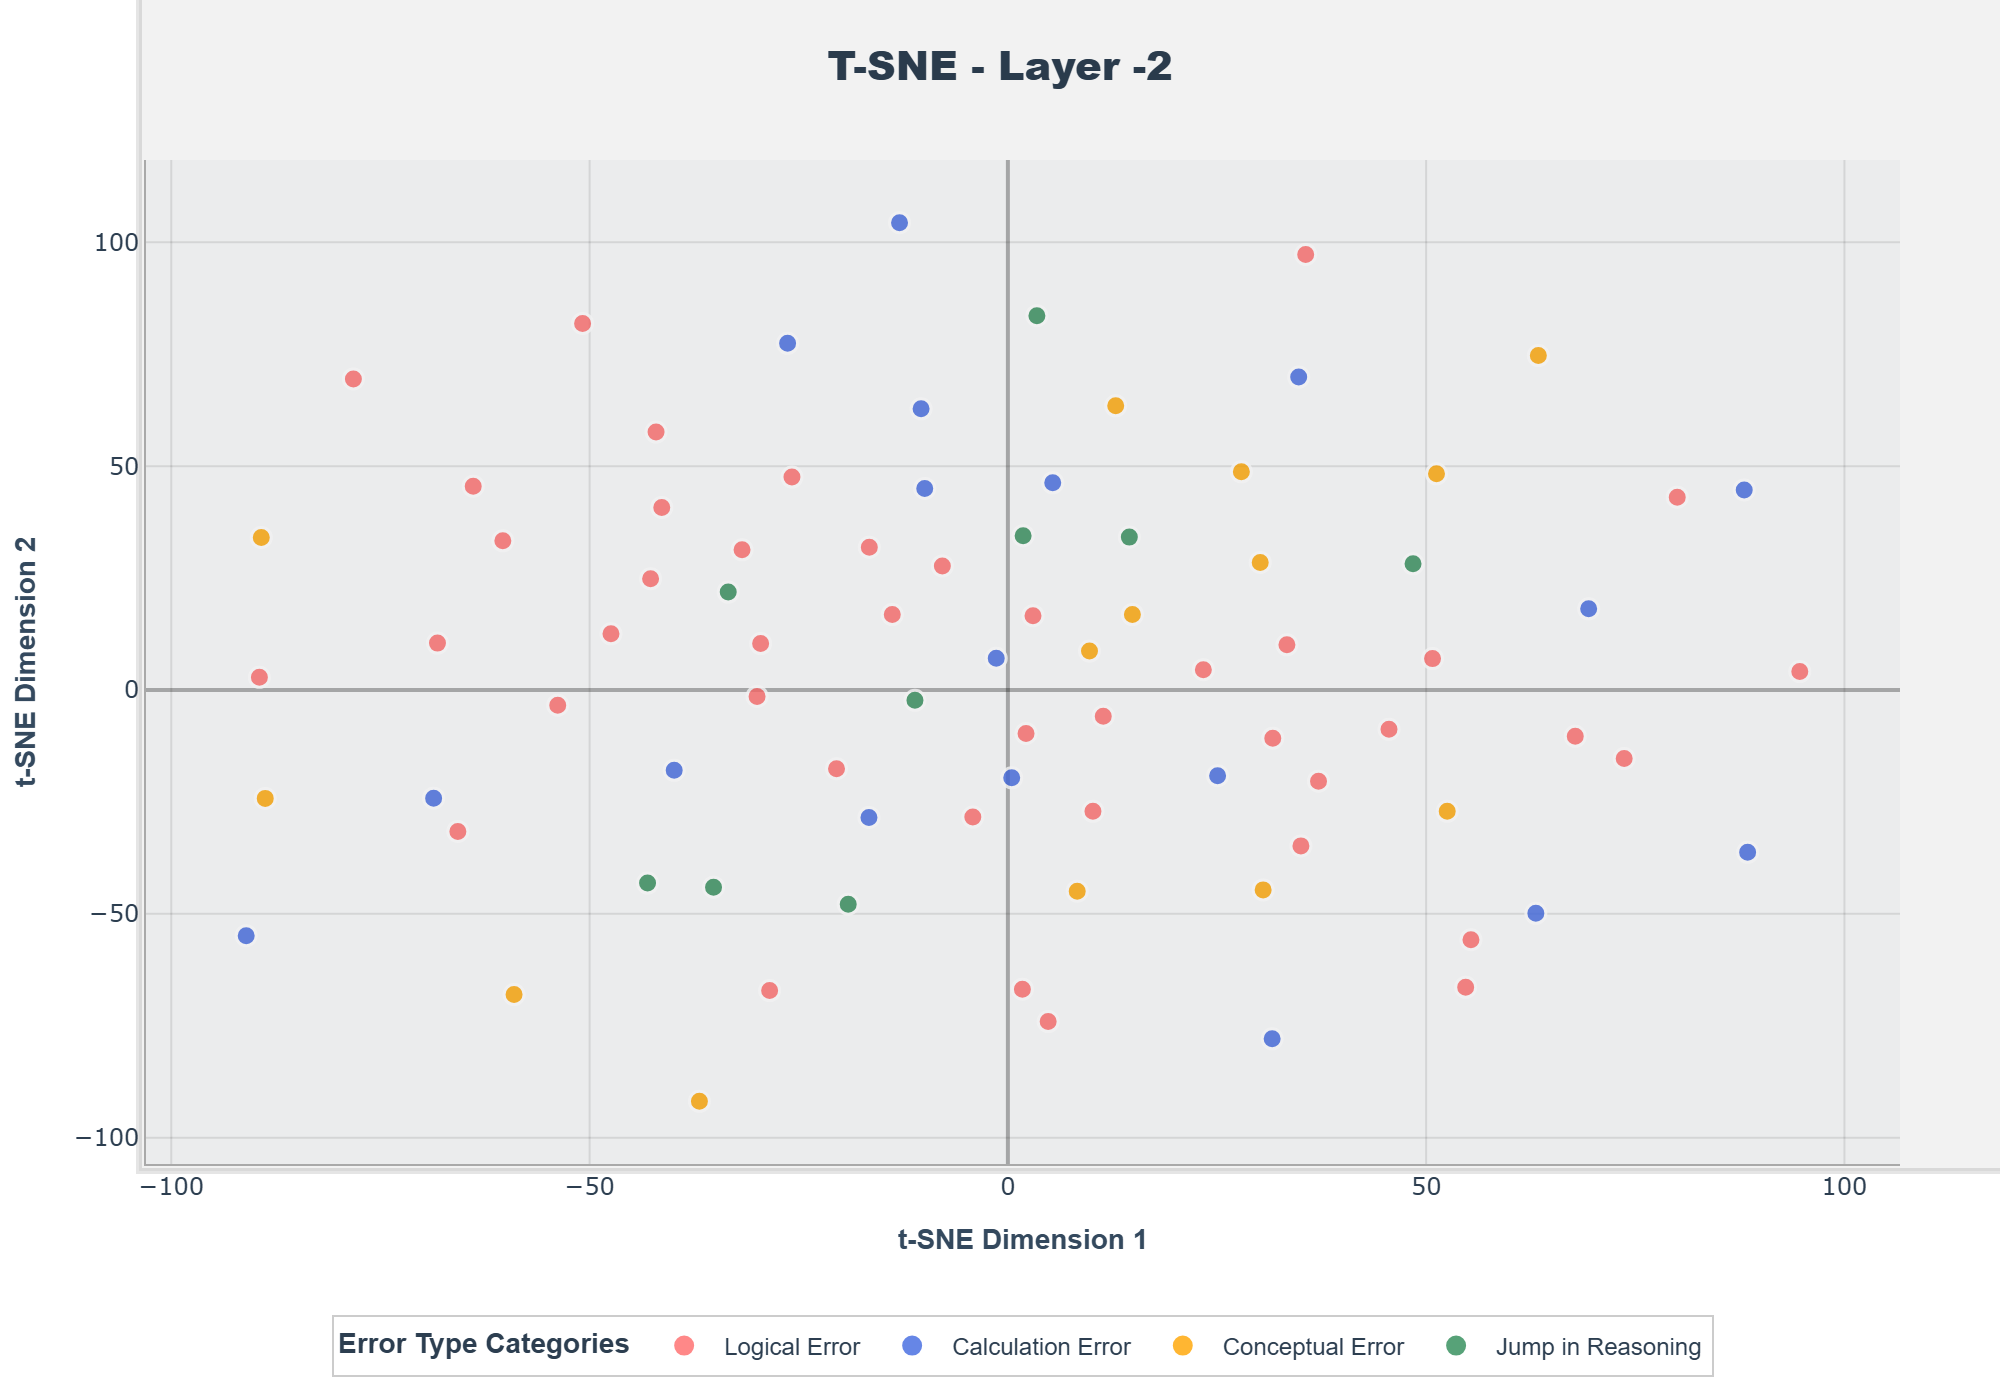 T-SNE - Layer -2
t-SNE Dimension 2
100
50
0
−50
−100
−100
−50
0
50
100
t-SNE Dimension 1
Error Type Categories Logical Error Calculation Error Conceptual Error Jump in Reasoning